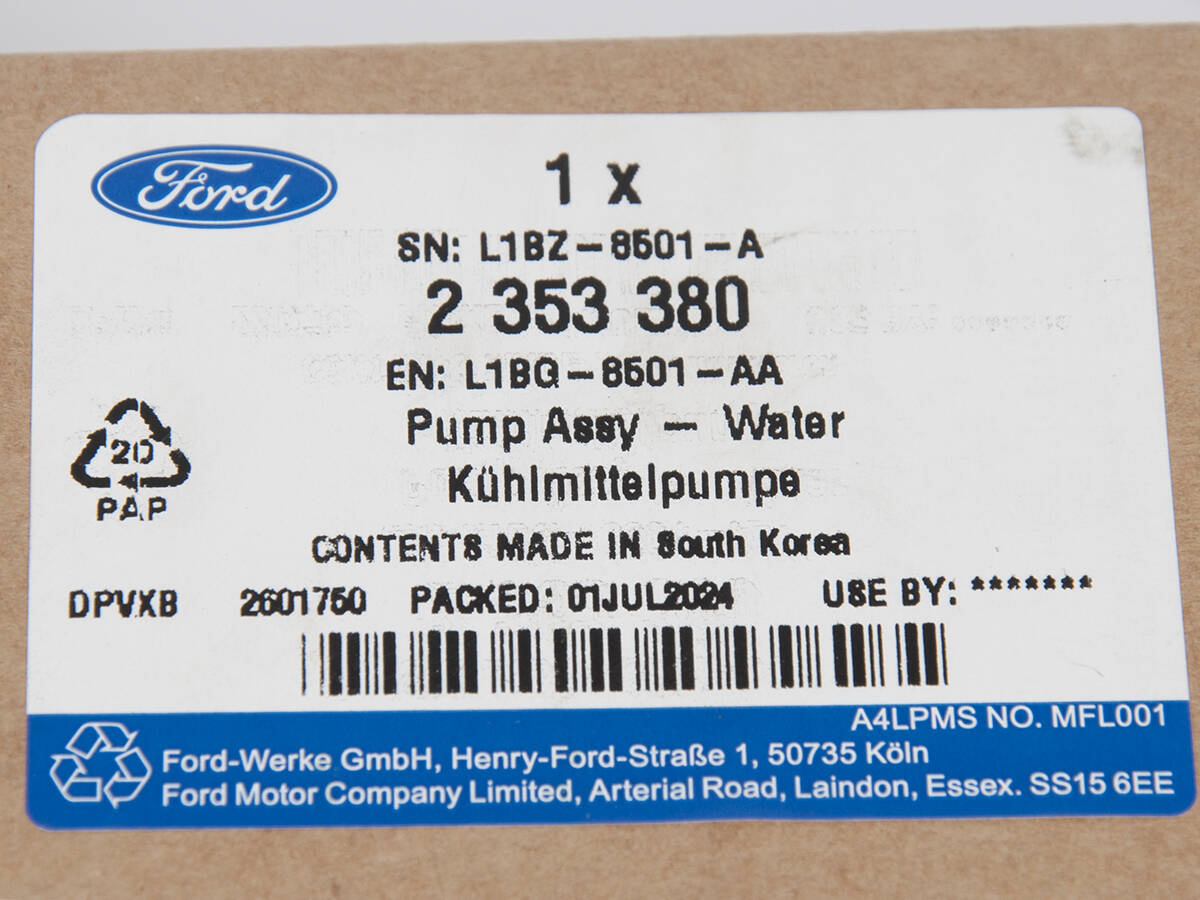 Ford
1 x
SN: L1BZ-8501-A
2 353 380
EN: L1BG-8501-AA
Pump Assy - Water
Kühlmittelpumpe
20
PAP
CONTENTS MADE IN South Korea
DPVXB 2601750 PACKED: 01JUL2024 USE BY: *******
A4LPMS NO. MFL001
Ford-Werke GmbH, Henry-Ford-Straße 1, 50735 Köln
Ford Motor Company Limited, Arterial Road, Laindon, Essex. SS15 6EE